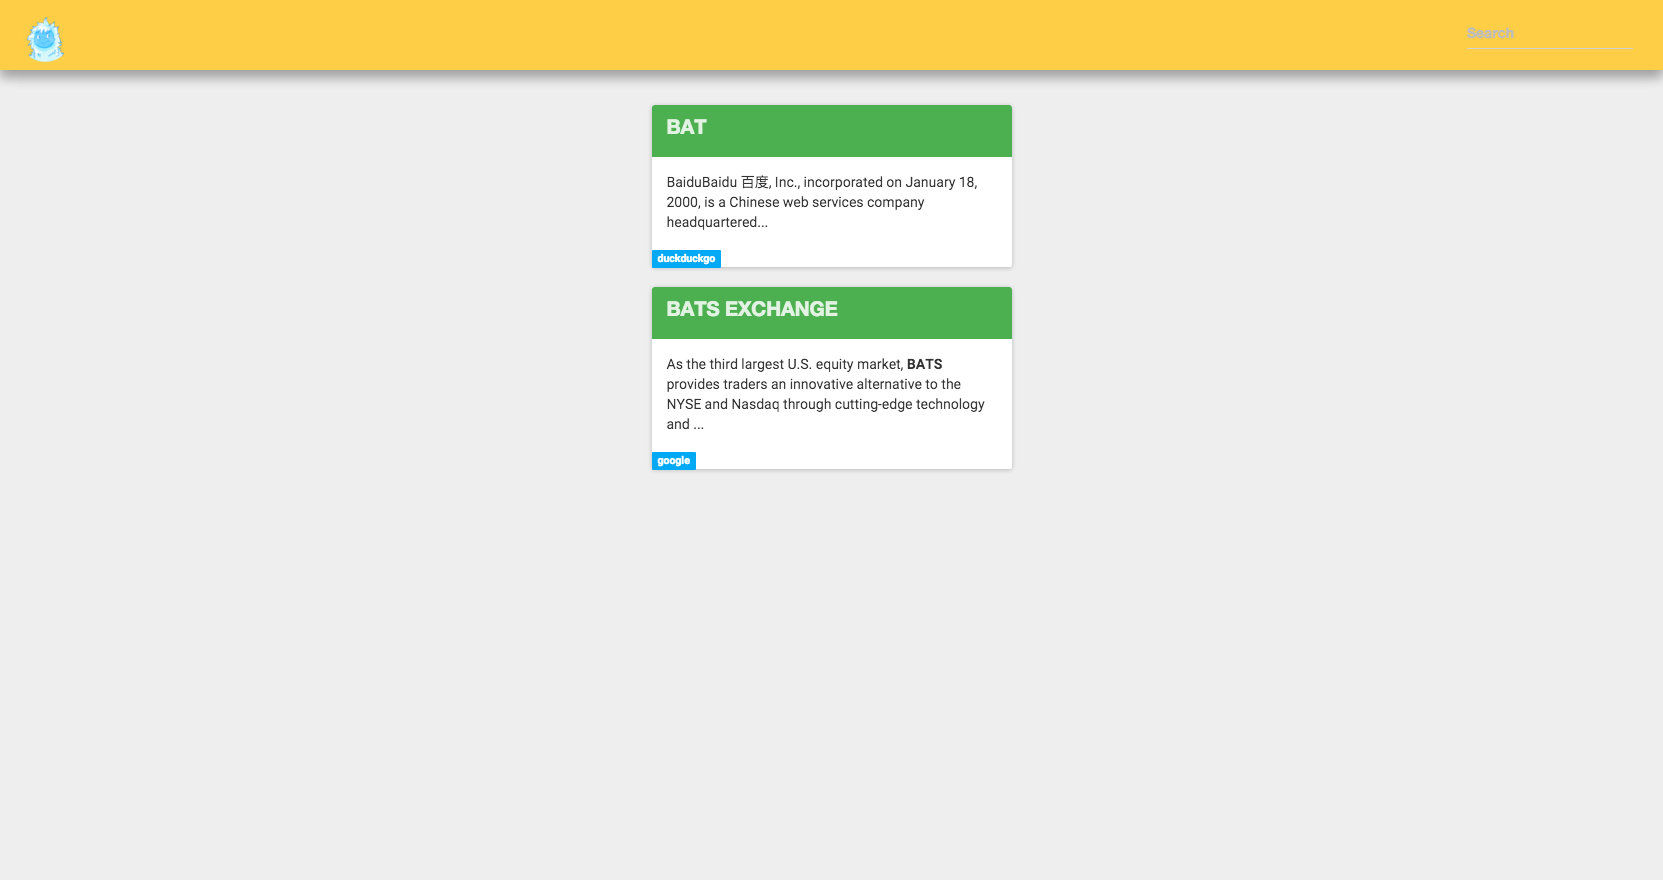 Search
BAT
BaiduBaidu 百度, Inc., incorporated on January 18,
2000, is a Chinese web services company
headquartered...
duckduckgo
BATS EXCHANGE
As the third largest U.S. equity market, BATS
provides traders an innovative alternative to the
NYSE and Nasdaq through cutting-edge technology
and ...
google